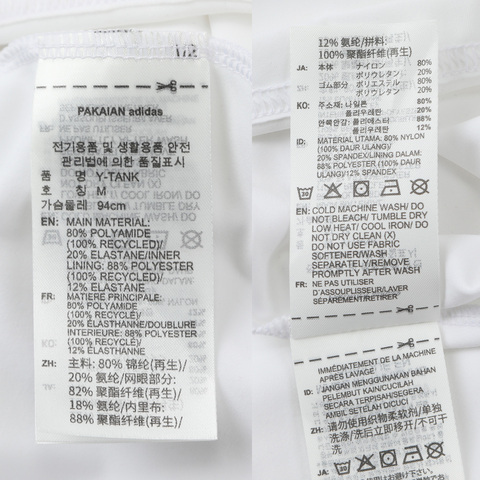 PAKAIAN adidas
전기용품 및 생활용품 안전
관리법에 의한 품질표시
품 명 Y-TANK
호 칭 M
가슴둘레 94cm
EN: MAIN MATERIAL:
80% POLYAMIDE
(100% RECYCLED)/
20% ELASTANE/INNER
LINING: 88% POLYESTER
(100% RECYCLED)/
12% ELASTANE
FR: MATIERE PRINCIPALE:
80% POLYAMIDE
(100% RECYCLED)/
20% ÉLASTHANNE/DOUBLURE
INTERIEURE: 88% POLYESTER
(100% RECYCLED)/
12% ÉLASTHANNE
ZH: 主料: 80% 锦纶(再生)/
20% 氨纶/网眼部分:
82% 聚酯纤维(再生)/
18% 氨纶/内里布:
88% 聚酯纤维(再生)/
12% 氨纶/拼料:
100% 聚酯纤维(再生)
JA: 本体 ナイロン 80%
ポリウレタン 20%
ゴム部分 ポリエステル 80%
ポリウレタン 20%
KO: 주소재: 나일론 80%
폴리우레탄 20%
안쪽옷감: 폴리에스터 88%
폴리우레탄 12%
ID: MATERIAL UTAMA: 80% NYLON
(100% DAUR ULANG)/
20% SPANDEX/LINING DALAM:
88% POLYESTER (100% DAUR
ULANG)/12% SPANDEX
EN: COLD MACHINE WASH/ DO
NOT BLEACH/ TUMBLE DRY
LOW HEAT/ COOL IRON/ DO
NOT DRY CLEAN (X)
DO NOT USE FABRIC
SOFTENER/WASH
SEPARATELY/REMOVE
PROMPTLY AFTER WASH
FR: NE PAS UTILISER
D'ASSOUPLISSEUR/LAVER
SÉPARÉMENT/RETIRER
IMMÉDIATEMENT DE LA MACHINE
APRÈS LAVAGE
ID: JANGAN MENGGUNAKAN BAHAN
PELEMBUT KAIN/CUCILAH
SECARA TERPISAH/SEGERA
AMBIL SETELAH DICUCI
ZH: 请勿使用织物柔软剂/单独
洗涤/洗后立即移开/不可干
洗
JA: